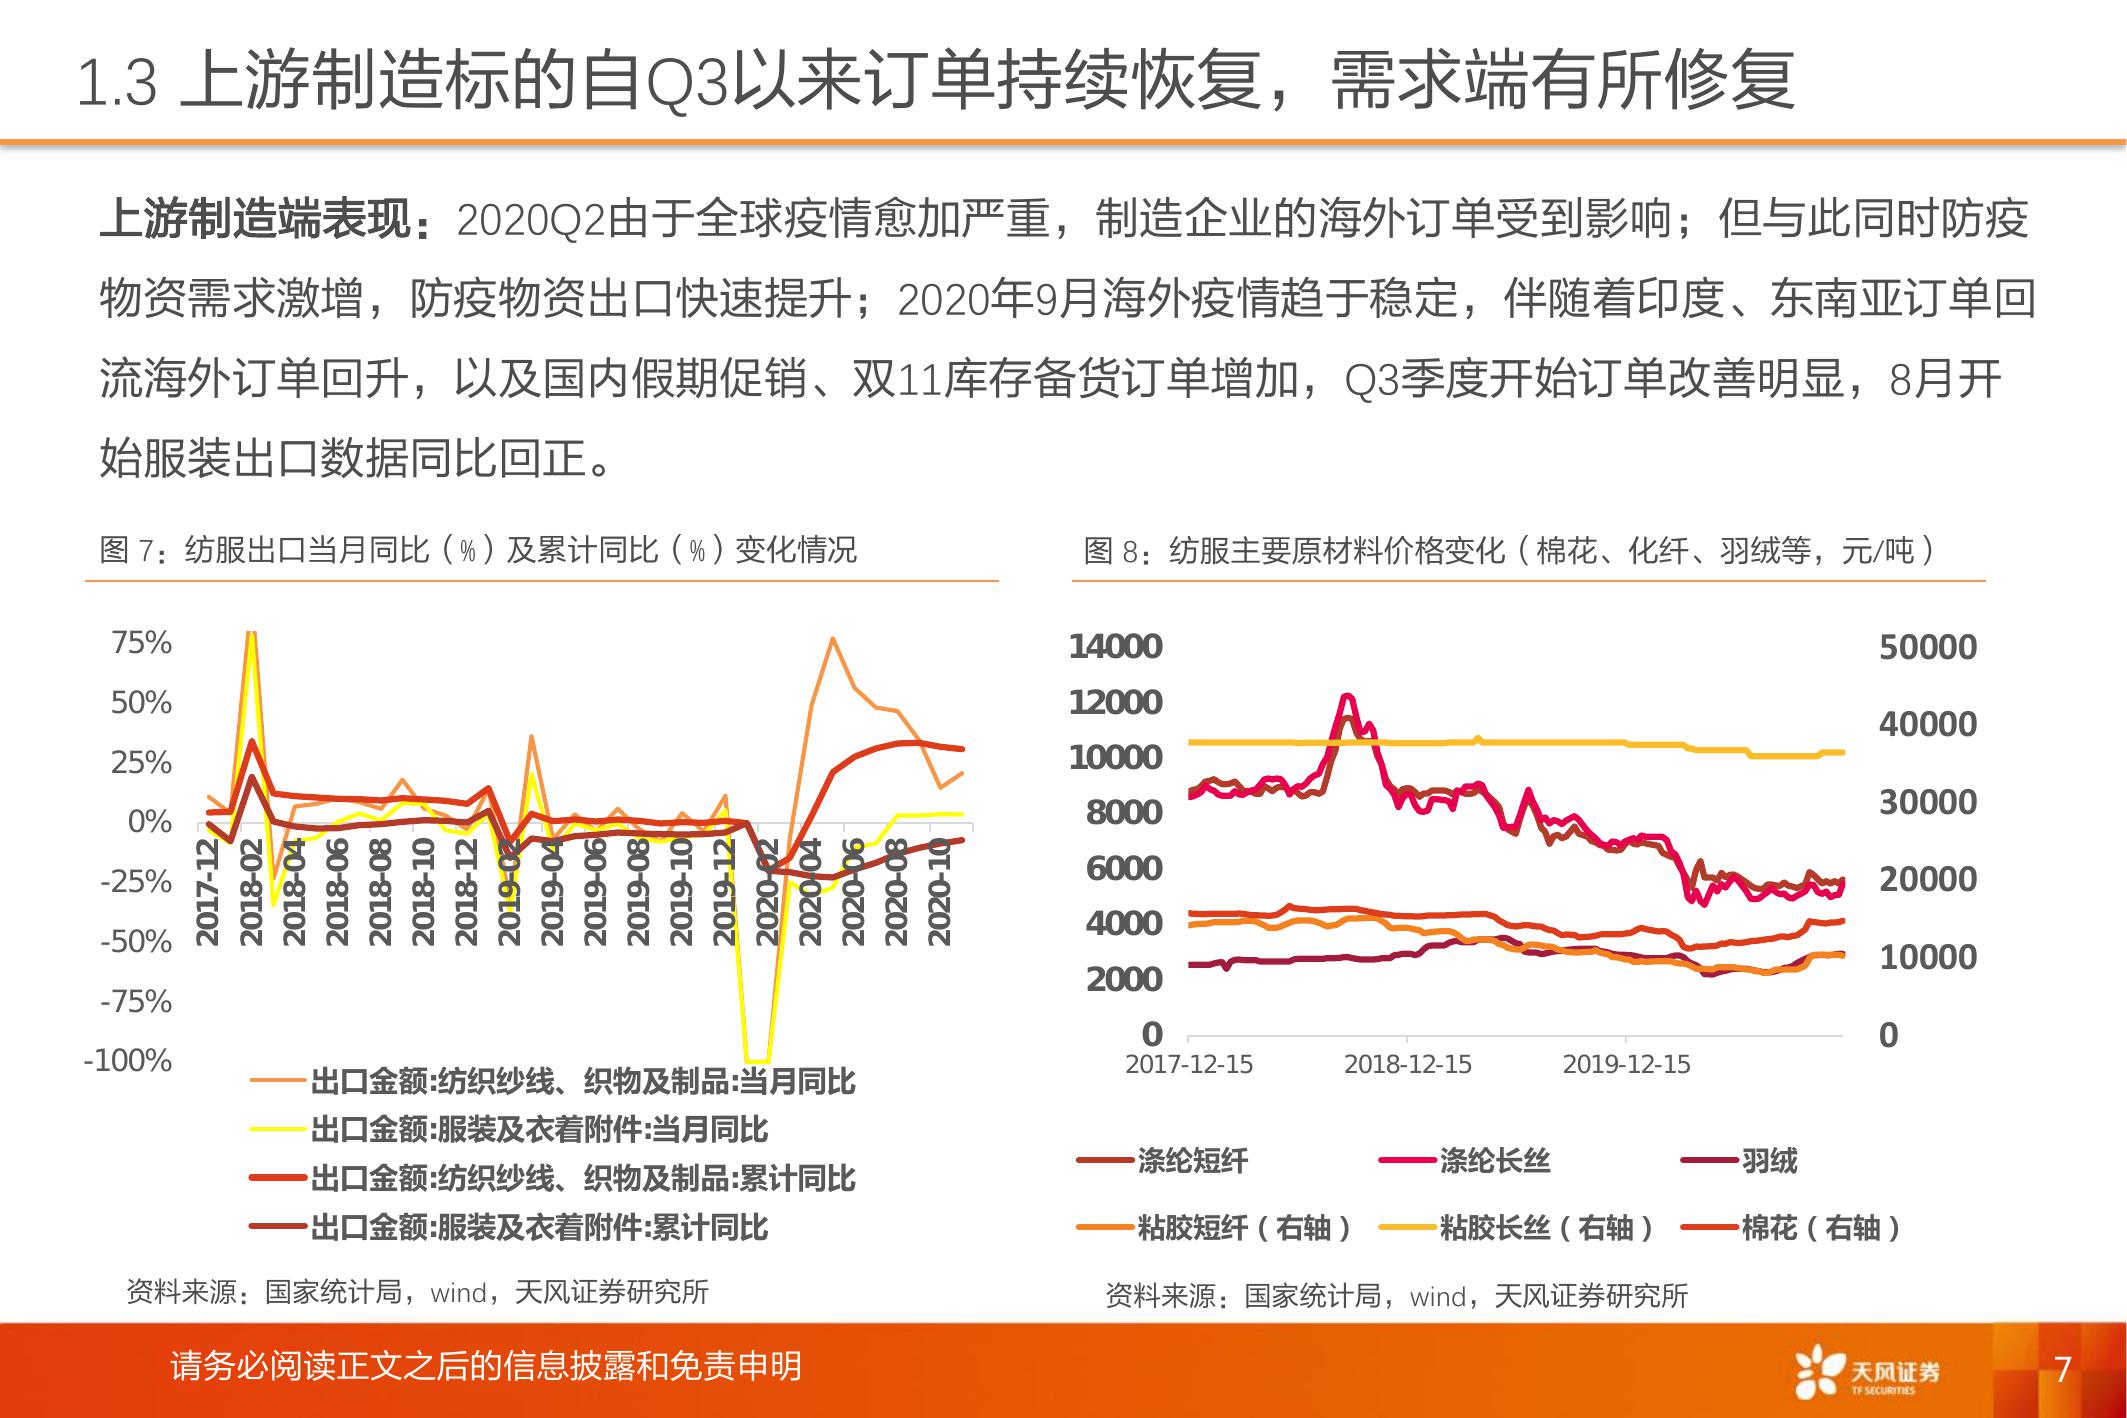 1.3 上游制造标的自Q3以来订单持续恢复，需求端有所修复
上游制造端表现：2020Q2由于全球疫情愈加严重，制造企业的海外订单受到影响；但与此同时防疫
物资需求激增，防疫物资出口快速提升；2020年9月海外疫情趋于稳定，伴随着印度、东南亚订单回
流海外订单回升，以及国内假期促销、双11库存备货订单增加，Q3季度开始订单改善明显，8月开
始服装出口数据同比回正。
图 7：纺服出口当月同比（%）及累计同比（%）变化情况
75%
50%
25%
0%
-25%
-50%
-75%
-100%
2017-12
2018-02
2018-04
2018-06
2018-08
2018-10
2018-12
2019-02
2019-04
2019-06
2019-08
2019-10
2019-12
2020-02
2020-04
2020-06
2020-08
2020-10
出口金额:纺织纱线、织物及制品:当月同比
出口金额:服装及衣着附件:当月同比
出口金额:纺织纱线、织物及制品:累计同比
出口金额:服装及衣着附件:累计同比
资料来源：国家统计局，wind，天风证券研究所
图 8：纺服主要原材料价格变化（棉花、化纤、羽绒等，元/吨）
14000
12000
10000
8000
6000
4000
2000
0
50000
40000
30000
20000
10000
0
2017-12-15 2018-12-15 2019-12-15
涤纶短纤 涤纶长丝 羽绒
粘胶短纤（右轴） 粘胶长丝（右轴） 棉花（右轴）
资料来源：国家统计局，wind，天风证券研究所
请务必阅读正文之后的信息披露和免责申明
天风证券
TF SECURITIES
7